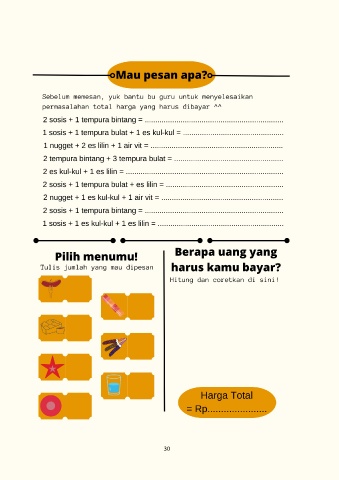 Mau pesan apa?
Sebelum memesan, yuk bantu bu guru untuk menyelesaikan
permasalahan total harga yang harus dibayar ^^
2 sosis + 1 tempura bintang = ..................................................................
1 sosis + 1 tempura bulat + 1 es kul-kul = ................................................
1 nugget + 2 es lilin + 1 air vit = ...............................................................
2 tempura bintang + 3 tempura bulat = ....................................................
2 es kul-kul + 1 es lilin = ...........................................................................
2 sosis + 1 tempura bulat + es lilin = ........................................................
2 nugget + 1 es kul-kul + 1 air vit = ...........................................................
2 sosis + 1 tempura bintang = ..................................................................
1 sosis + 1 es kul-kul + 1 es lilin = ............................................................
Pilih menumu!
Tulis jumlah yang mau dipesan
Berapa uang yang
harus kamu bayar?
Hitung dan coretkan di sini!
Harga Total
= Rp......................
30